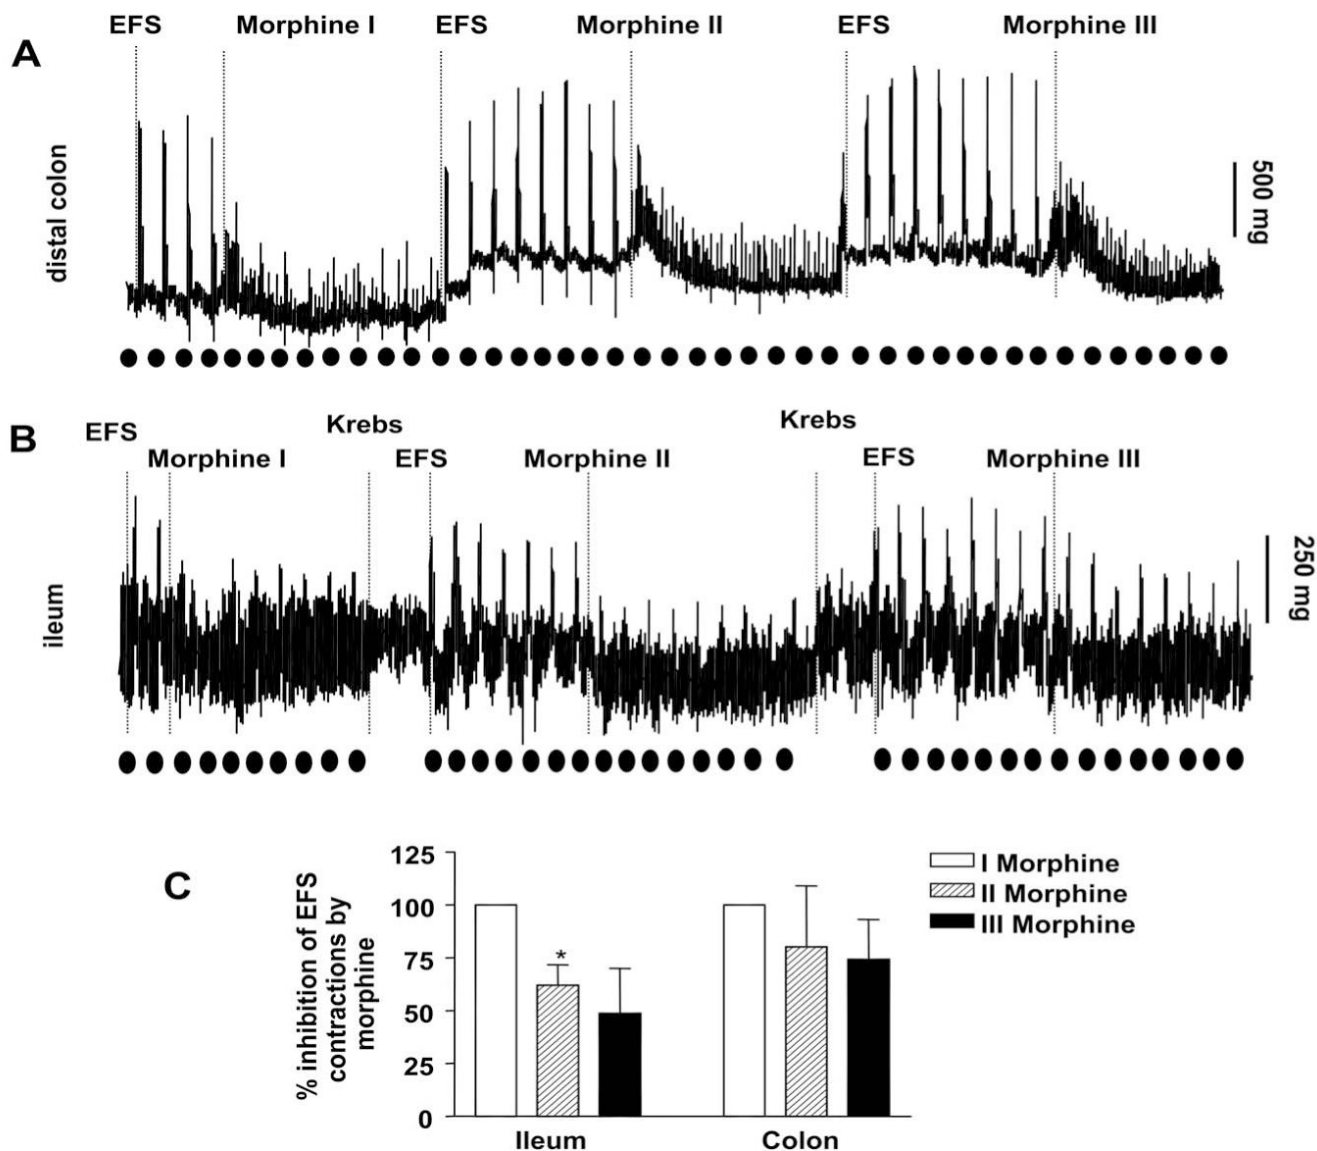 EFS Morphine I EFS Morphine II EFS Morphine III
A
distal colon
500 mg
Krebs Krebs
B
EFS
Morphine I EFS Morphine II EFS Morphine III
ileum
250 mg
C
% inhibition of EFS
contractions by
morphine
125
100
75
50
25
0
*
Ileum Colon
I Morphine
II Morphine
III Morphine